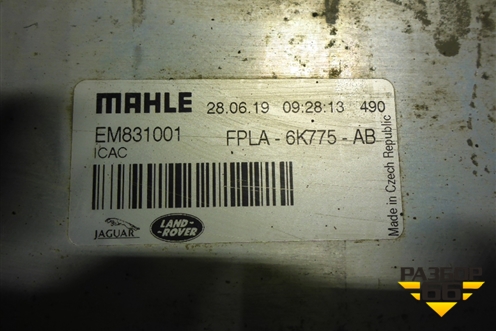 MAHLE 28.06.19 09:28:13 490
EM831001 FPLA - 6K775 - AB
ICAC
Made in Czech Republic
JAGUAR
LAND-
-ROVER
РАЗБОР
66